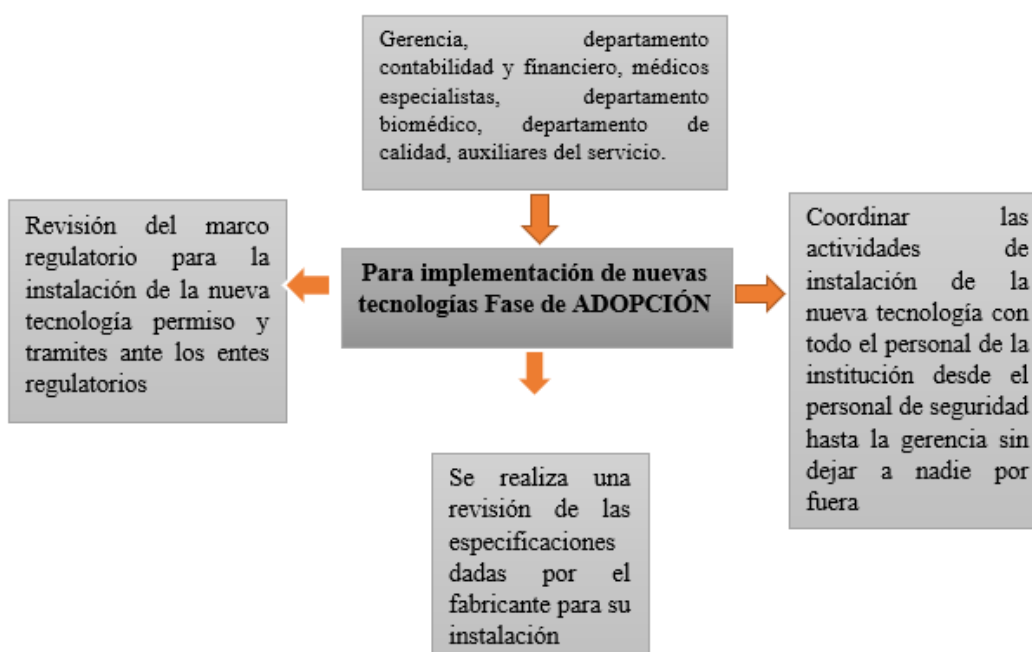 Gerencia, departamento
contabilidad y financiero, médicos
especialistas, departamento
biomédico, departamento de
calidad, auxiliares del servicio.
Revisión del marco
regulatorio para la
instalación de la nueva
tecnología permiso y
tramites ante los entes
regulatorios
Para implementación de nuevas
tecnologías Fase de ADOPCIÓN
Coordinar las
actividades de
instalación de la
nueva tecnología con
todo el personal de la
institución desde el
personal de seguridad
hasta la gerencia sin
dejar a nadie por
fuera
Se realiza una
revisión de las
especificaciones
dadas por el
fabricante para su
instalación